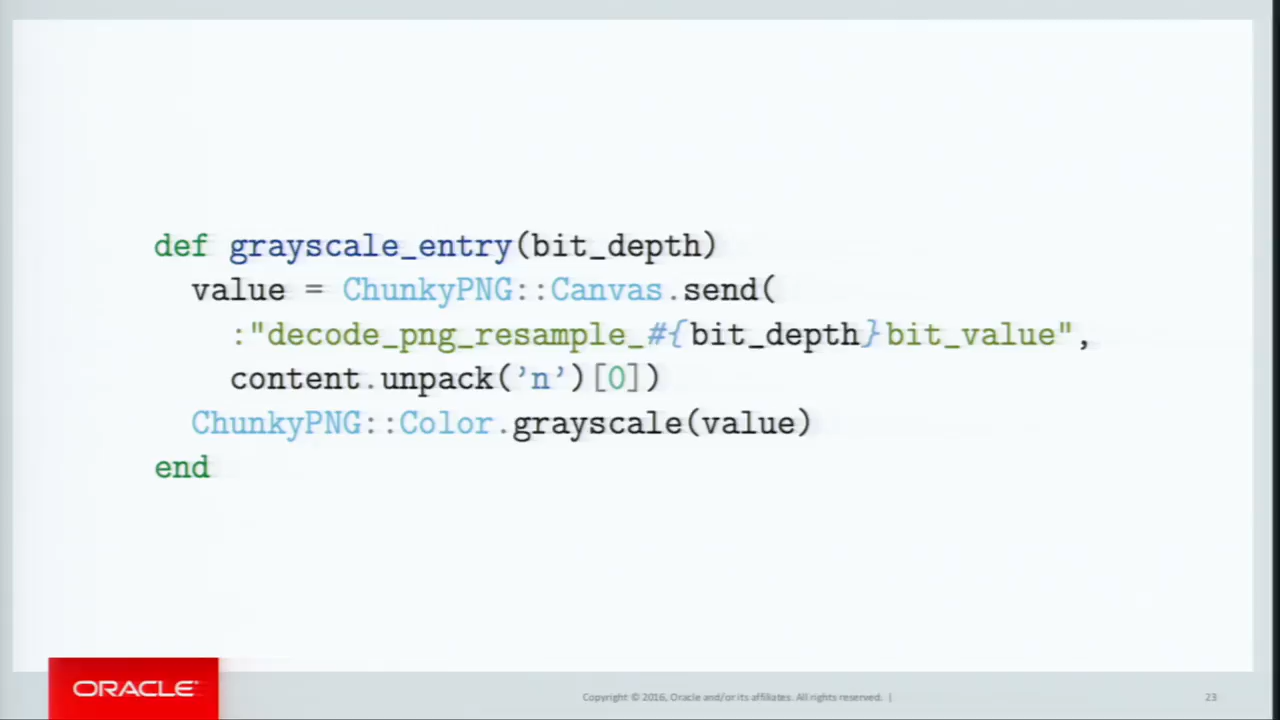 def grayscale_entry(bit_depth)
value = ChunkyPNG::Canvas.send(
:"decode_png_resample_#{bit_depth}bit_value",
content.unpack('n')[0])
ChunkyPNG::Color.grayscale(value)
end
ORACLE
Copyright © 2016, Oracle and/or its affiliates. All rights reserved. |
23